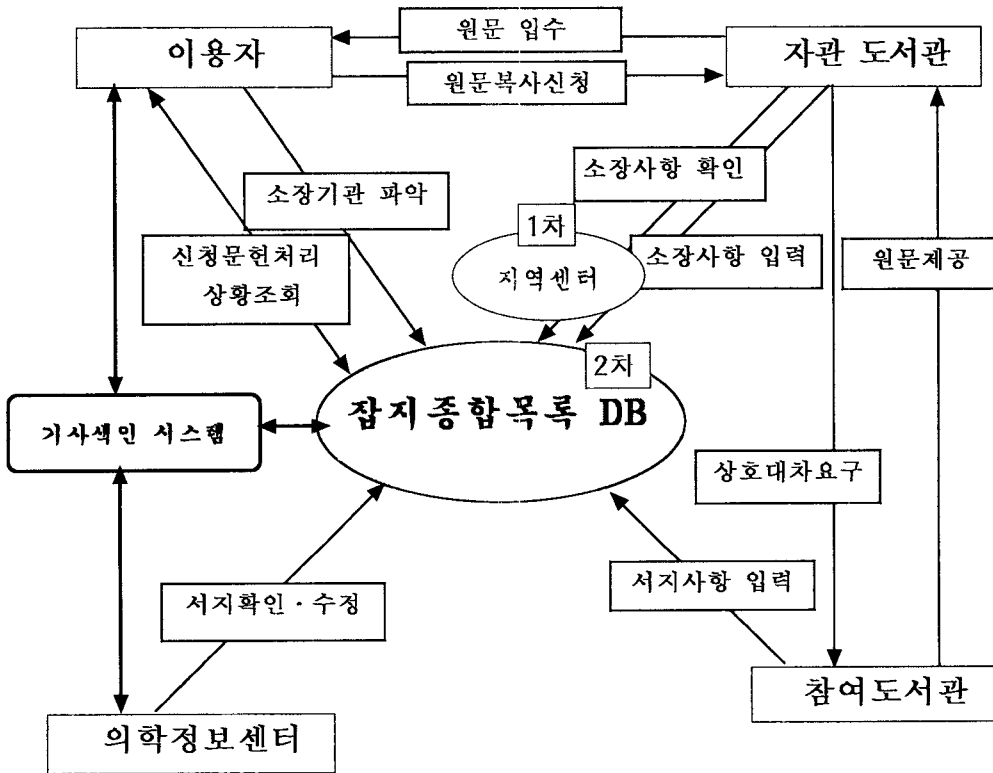 원문 입수
이용자
자관 도서관
원문복사신청
소장사항 확인
소장기관 파악
1차
신청문헌처리
상황조회
소장사항 입력
원문제공
지역센터
2차
잡지종합목록 DB
기사색인 시스템
상호대차요구
서지확인·수정
서지사항 입력
참여도서관
의학정보센터